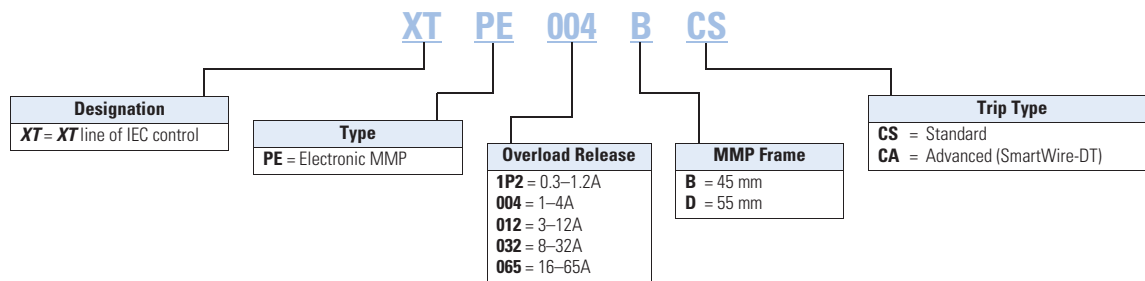 XT PE 004 B CS
Designation
XT = XT line of IEC control
Type
PE = Electronic MMP
Overload Release
1P2 = 0.3–1.2A
004 = 1–4A
012 = 3–12A
032 = 8–32A
065 = 16–65A
MMP Frame
B = 45 mm
D = 55 mm
Trip Type
CS = Standard
CA = Advanced (SmartWire-DT)